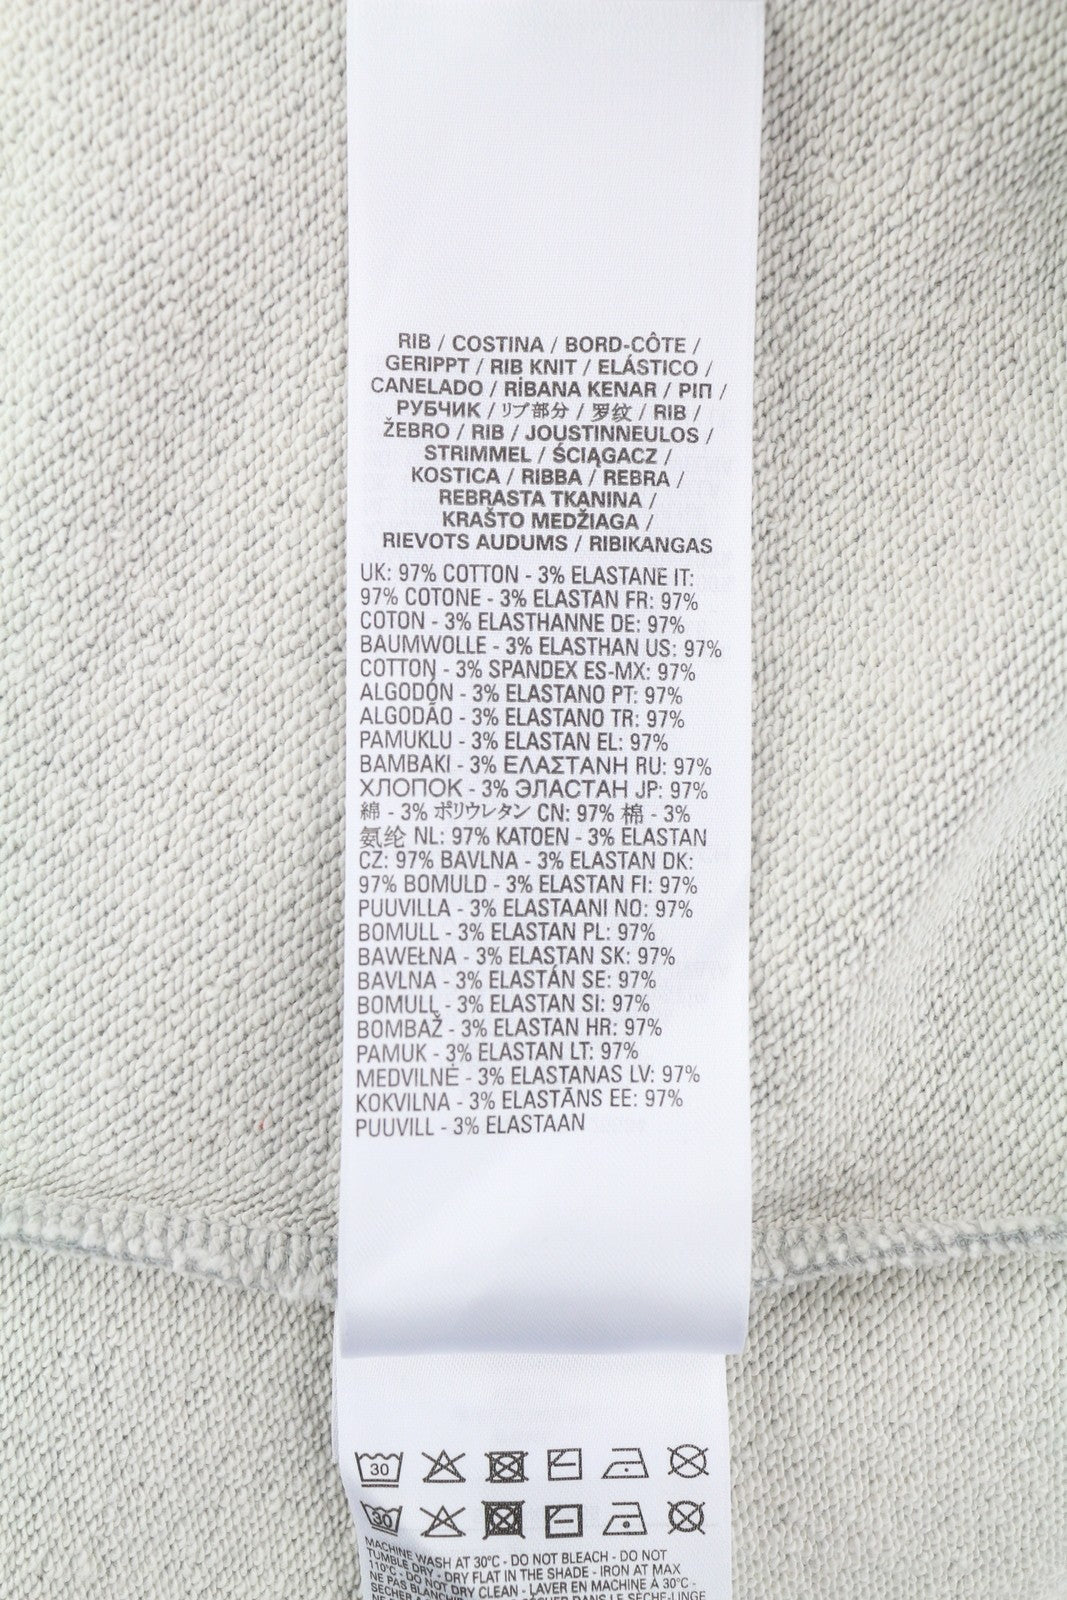 RIB / COSTINA / BORD-CÔTE /
GERIPPT / RIB KNIT / ELÁSTICO /
CANELADO / RİBANA KENAR / ΡΙΠ /
РУБЧИК / リブ部分 / 罗纹 / RIB /
ŽEBRO / RIB / JOUSTINNEULOS /
STRIMMEL / ŚCIĄGACZ /
KOSTICA / RIBBA / REBRA /
REBRASTA TKANINA /
KRAŠTO MEDŽIAGA /
RIEVOTS AUDUMS / RIBIKANGAS
UK: 97% COTTON - 3% ELASTANE IT:
97% COTONE - 3% ELASTAN FR: 97%
COTON - 3% ELASTHANNE DE: 97%
BAUMWOLLE - 3% ELASTHAN US: 97%
COTTON - 3% SPANDEX ES-MX: 97%
ALGODÓN - 3% ELASTANO PT: 97%
ALGODÃO - 3% ELASTANO TR: 97%
PAMUKLU - 3% ELASTAN EL: 97%
ΒΑΜΒΑΚΙ - 3% ΕΛΑΣΤΑΝΗ RU: 97%
ХЛОПОК - 3% ЭЛАСТАН JP: 97%
綿 - 3% ポリウレタン CN: 97% 棉 - 3%
氨纶 NL: 97% KATOEN - 3% ELASTAN
CZ: 97% BAVLNA - 3% ELASTAN DK:
97% BOMULD - 3% ELASTAN FI: 97%
PUUVILLA - 3% ELASTAANI NO: 97%
BOMULL - 3% ELASTAN PL: 97%
BAWEŁNA - 3% ELASTAN SK: 97%
BAVLNA - 3% ELASTÁN SE: 97%
BOMULL - 3% ELASTAN SI: 97%
BOMBAŽ - 3% ELASTAN HR: 97%
PAMUK - 3% ELASTAN LT: 97%
MEDVILNĖ - 3% ELASTANAS LV: 97%
KOKVILNA - 3% ELASTĀNS EE: 97%
PUUVILL - 3% ELASTAAN
30
30
MACHINE WASH AT 30°C - DO NOT BLEACH - DO NOT
TUMBLE DRY - DRY FLAT IN THE SHADE - IRON AT MAX
110°C - DO NOT DRY CLEAN - LAVER EN MACHINE À 30°C -
NE PAS BLANCHIR SÉCHER DANS LE SÈCHE-LINGE